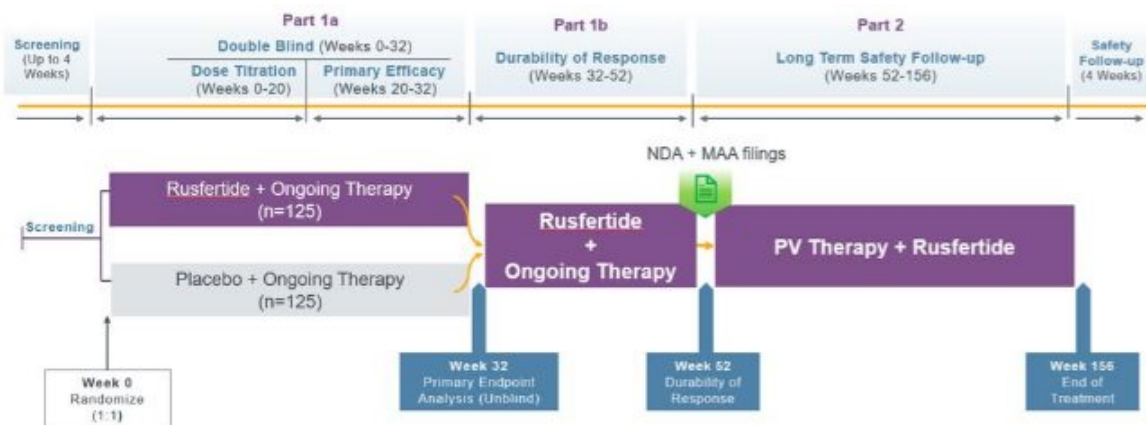 Part 1a
Part 1b
Part 2
Screening
(Up to 4
Weeks)
Double Blind (Weeks 0-32)
Dose Titration
(Weeks 0-20)
Primary Efficacy
(Weeks 20-32)
Durability of Response
(Weeks 32-52)
Long Term Safety Follow-up
(Weeks 52-156)
Safety
Follow-up
(4 Weeks)
NDA + MAA filings
Screening
Rusfertide + Ongoing Therapy
(n=125)
Placebo + Ongoing Therapy
(n=125)
Rusfertide
+
Ongoing Therapy
PV Therapy + Rusfertide
Week 0
Randomize
(1:1)
Week 32
Primary Endpoint
Analysis (Unblind)
Week 52
Durability of
Response
Week 156
End of
Treatment